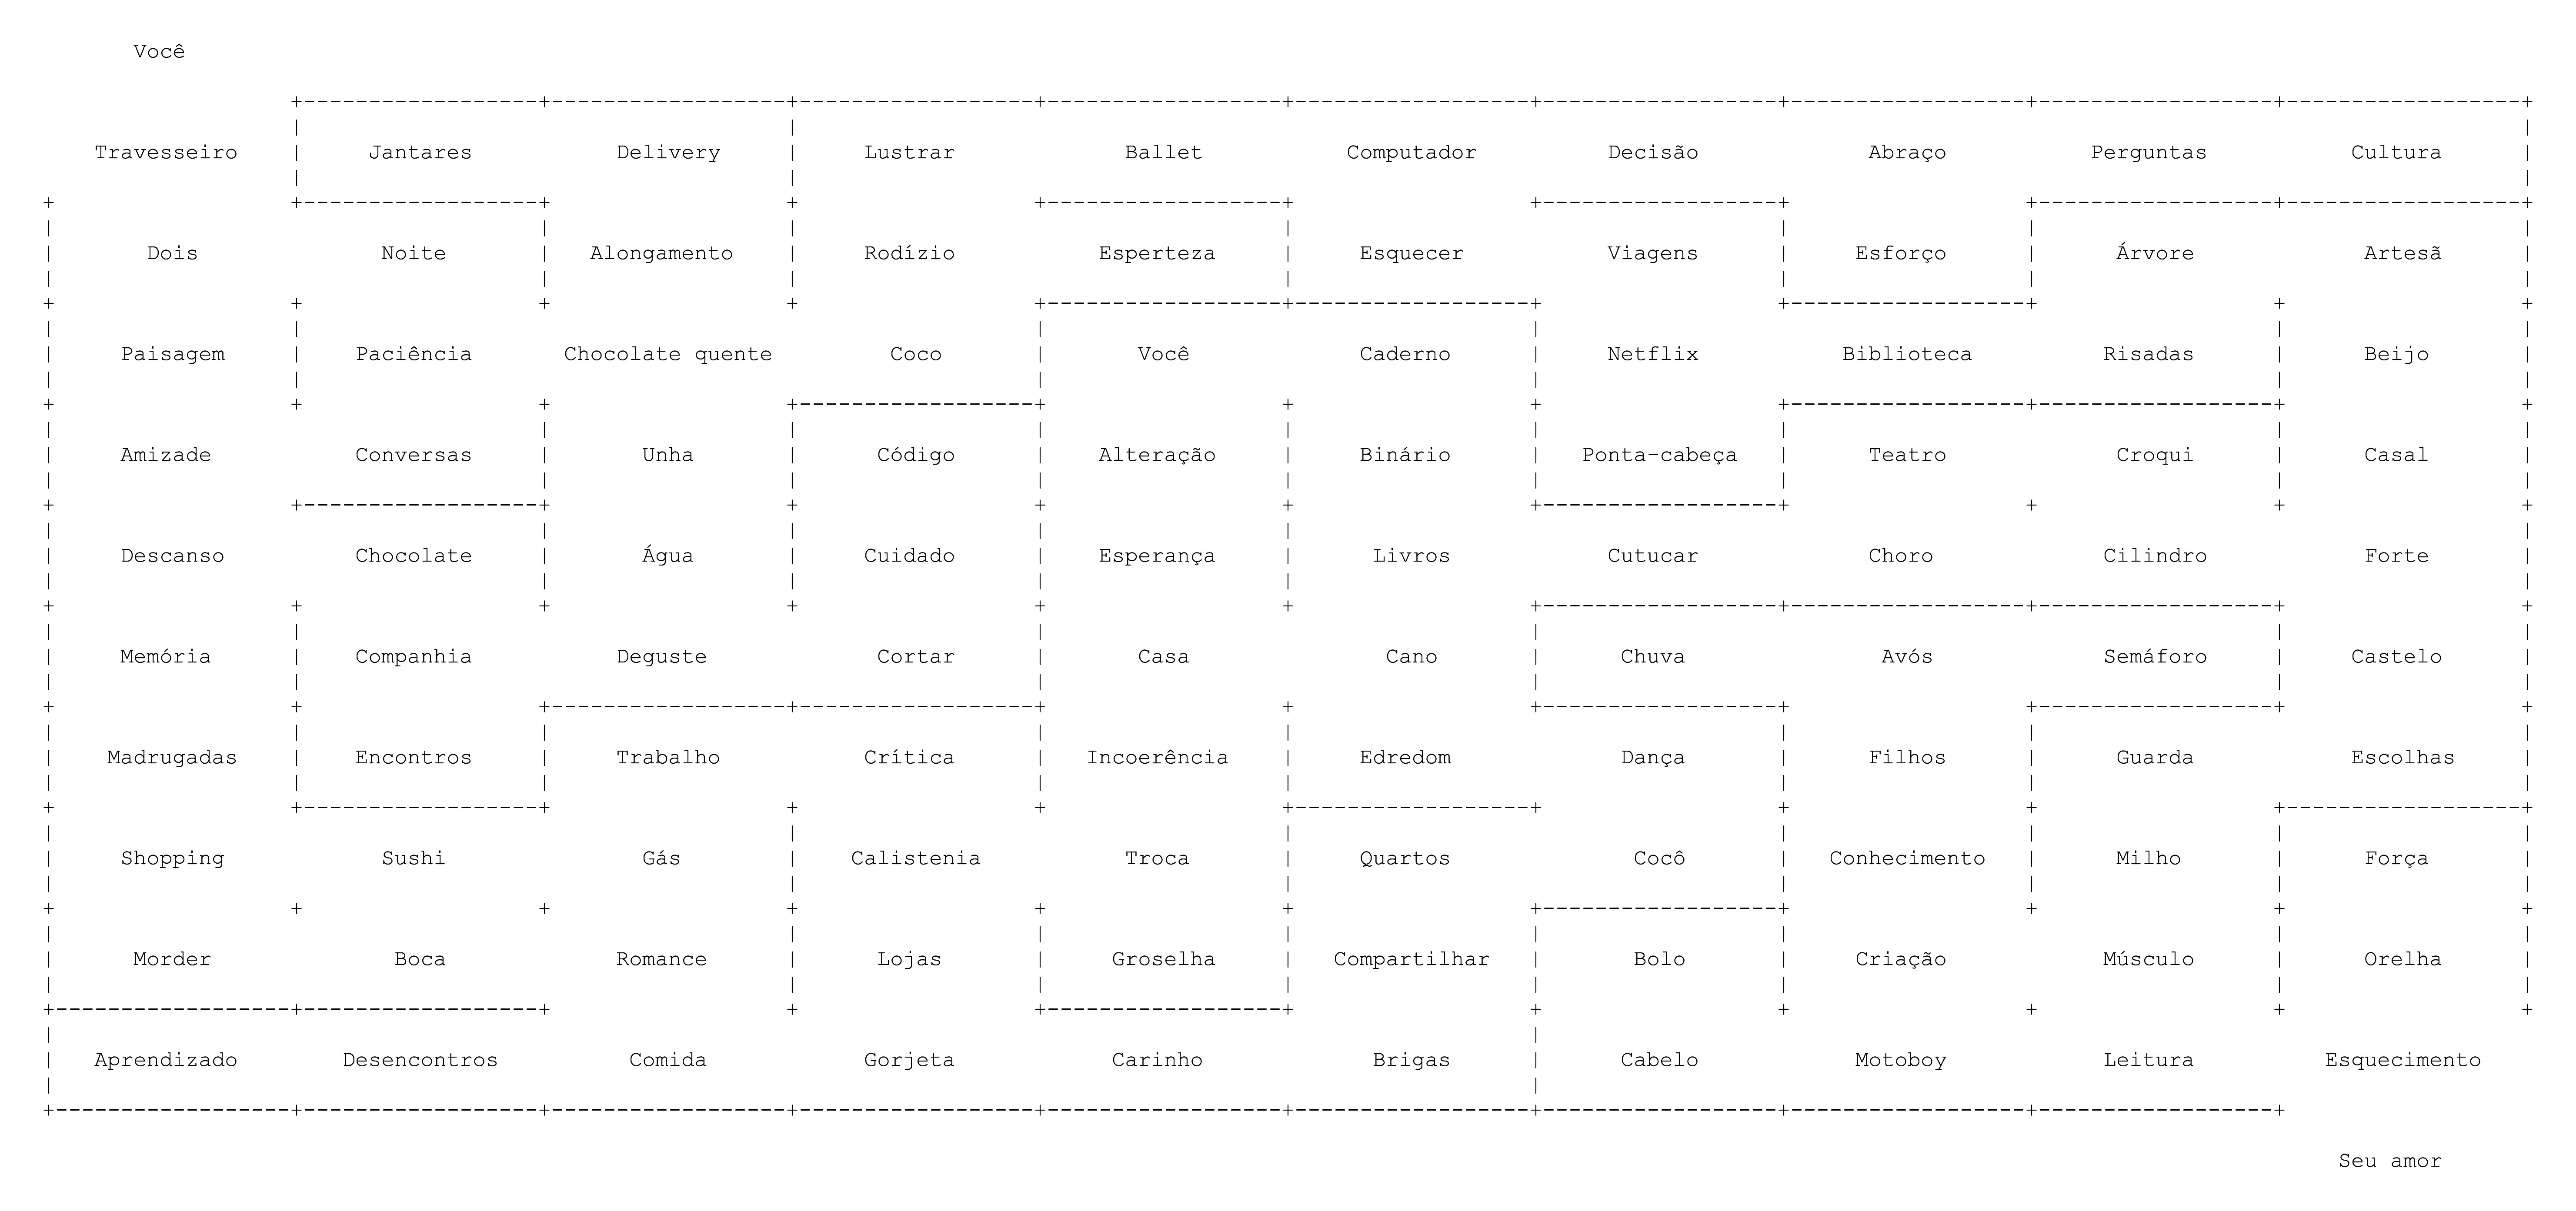 Você
Travesseiro Jantares Delivery Lustrar Ballet Computador Decisão Abraço Perguntas Cultura
Dois Noite Alongamento Rodízio Esperteza Esquecer Viagens Esforço Árvore Artesã
Paisagem Paciência Chocolate quente Coco Você Caderno Netflix Biblioteca Risadas Beijo
Amizade Conversas Unha Código Alteração Binário Ponta-cabeça Teatro Croqui Casal
Descanso Chocolate Água Cuidado Esperança Livros Cutucar Choro Cilindro Forte
Memória Companhia Deguste Cortar Casa Cano Chuva Avós Semáforo Castelo
Madrugadas Encontros Trabalho Crítica Incoerência Edredom Dança Filhos Guarda Escolhas
Shopping Sushi Gás Calistenia Troca Quartos Cocô Conhecimento Milho Força
Morder Boca Romance Lojas Groselha Compartilhar Bolo Criação Músculo Orelha
Aprendizado Desencontros Comida Gorjeta Carinho Brigas Cabelo Motoboy Leitura Esquecimento
Seu amor